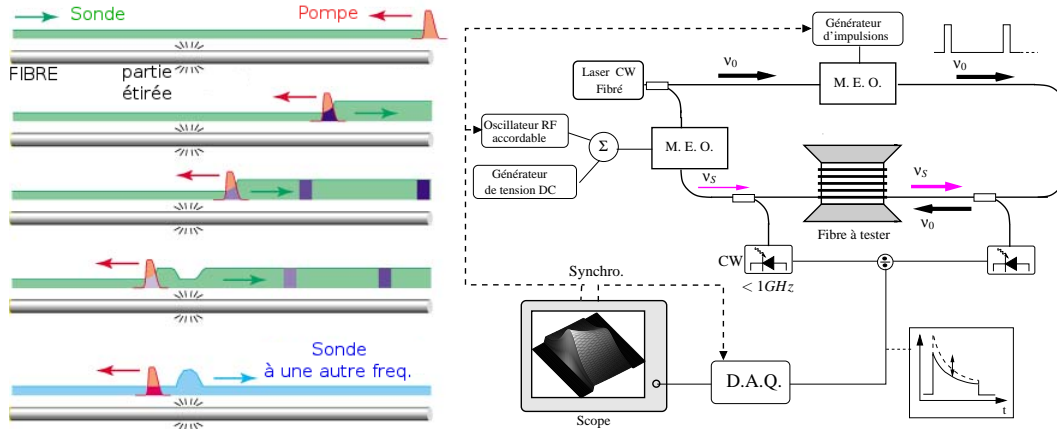 Sonde
Pompe
FIBRE
partie
étirée
Sonde
à une autre freq.
Générateur
d'impulsions
Laser CW
Fibré
ν₀
M. E. O.
ν₀
Oscillateur RF
accordable
Σ
M. E. O.
Générateur
de tension DC
νS
νS
ν₀
Fibre à tester
CW
< 1GHz
Synchro.
D.A.Q.
Scope
t